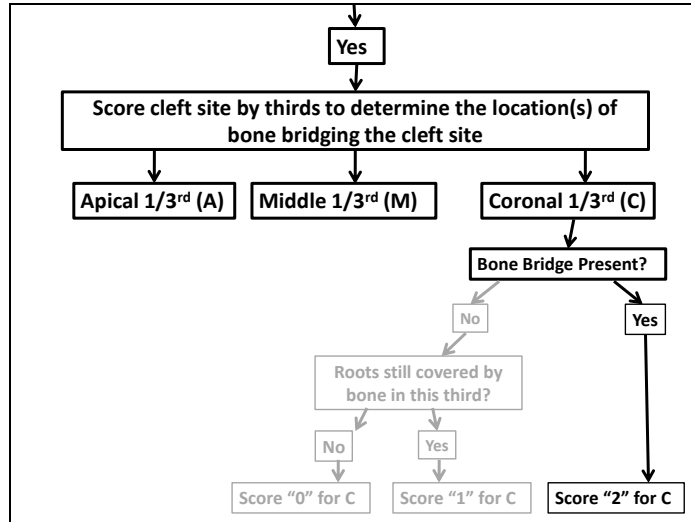 Yes
Score cleft site by thirds to determine the location(s) of
bone bridging the cleft site
Apical 1/3rd (A)
Middle 1/3rd (M)
Coronal 1/3rd (C)
Bone Bridge Present?
No
Yes
Roots still covered by
bone in this third?
No
Yes
Score “0” for C
Score “1” for C
Score “2” for C